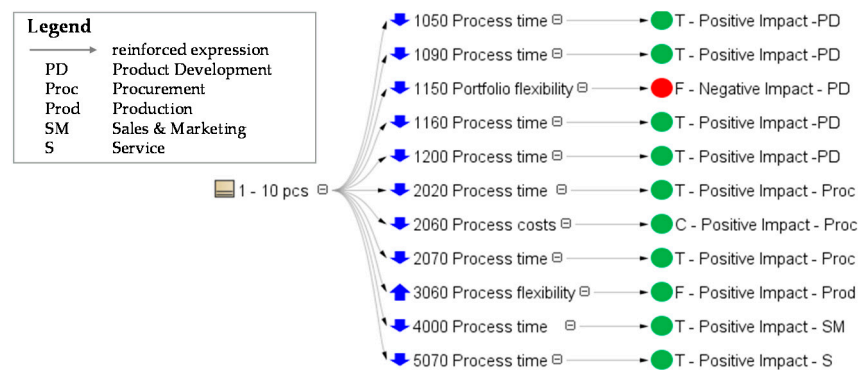 Legend
reinforced expression
PD Product Development
Proc Procurement
Prod Production
SM Sales & Marketing
S Service
1 - 10 pcs
1050 Process time T - Positive Impact -PD
1090 Process time T - Positive Impact -PD
1150 Portfolio flexibility F - Negative Impact - PD
1160 Process time T - Positive Impact -PD
1200 Process time T - Positive Impact -PD
2020 Process time T - Positive Impact - Proc
2060 Process costs C - Positive Impact - Proc
2070 Process time T - Positive Impact - Proc
3060 Process flexibility F - Positive Impact - Prod
4000 Process time T - Positive Impact - SM
5070 Process time T - Positive Impact - S